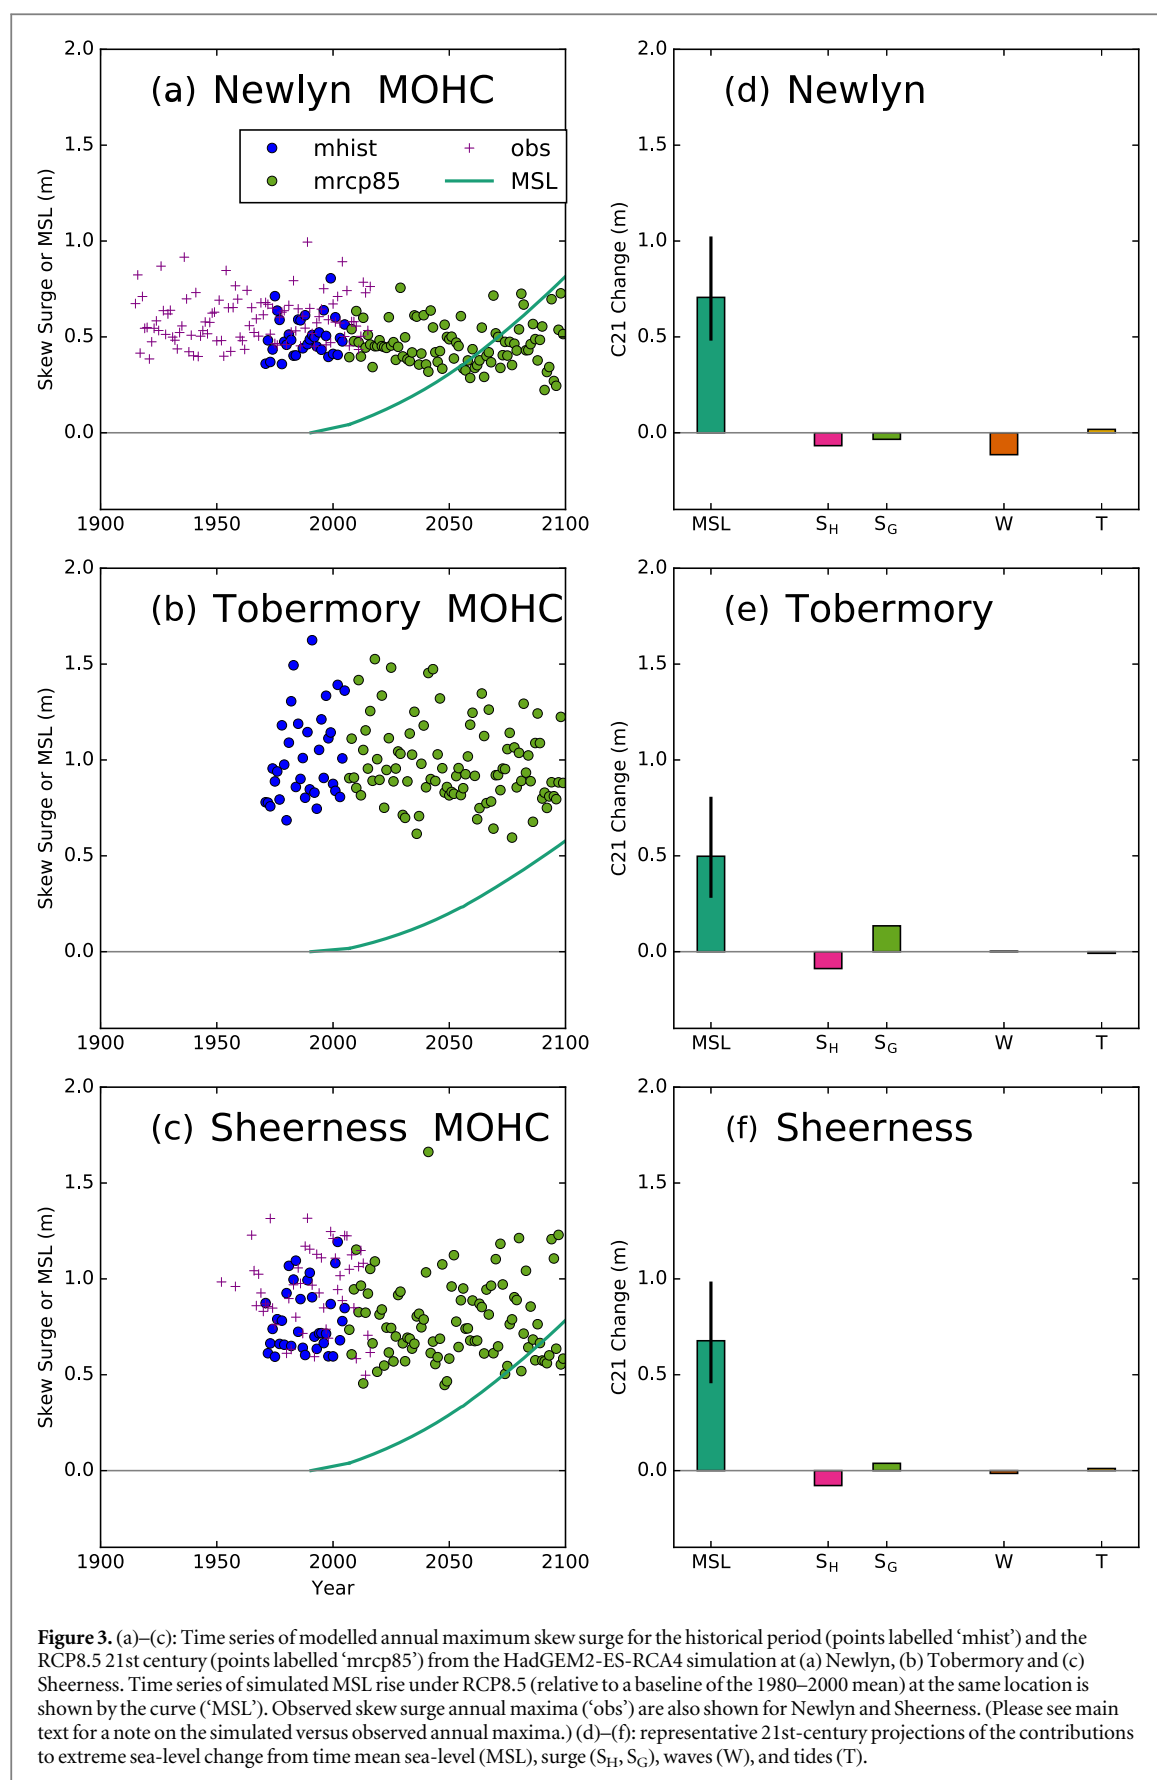 2.0
1.5
1.0
0.5
0.0
Skew Surge or MSL (m)
(a) Newlyn MOHC
mhist
mrcp85
obs
MSL
1900 1950 2000 2050 2100
2.0
1.5
1.0
0.5
0.0
C21 Change (m)
(d) Newlyn
MSL S_H S_G W T
2.0
1.5
1.0
0.5
0.0
Skew Surge or MSL (m)
(b) Tobermory MOHC
1900 1950 2000 2050 2100
2.0
1.5
1.0
0.5
0.0
C21 Change (m)
(e) Tobermory
MSL S_H S_G W T
2.0
1.5
1.0
0.5
0.0
Skew Surge or MSL (m)
(c) Sheerness MOHC
1900 1950 2000 2050 2100
Year
2.0
1.5
1.0
0.5
0.0
C21 Change (m)
(f) Sheerness
MSL S_H S_G W T
Figure 3. (a)–(c): Time series of modelled annual maximum skew surge for the historical period (points labelled ‘mhist’) and the
RCP8.5 21st century (points labelled ‘mrcp85’) from the HadGEM2-ES-RCA4 simulation at (a) Newlyn, (b) Tobermory and (c)
Sheerness. Time series of simulated MSL rise under RCP8.5 (relative to a baseline of the 1980–2000 mean) at the same location is
shown by the curve (‘MSL’). Observed skew surge annual maxima (‘obs’) are also shown for Newlyn and Sheerness. (Please see main
text for a note on the simulated versus observed annual maxima.) (d)–(f): representative 21st-century projections of the contributions
to extreme sea-level change from time mean sea-level (MSL), surge (S_H, S_G), waves (W), and tides (T).